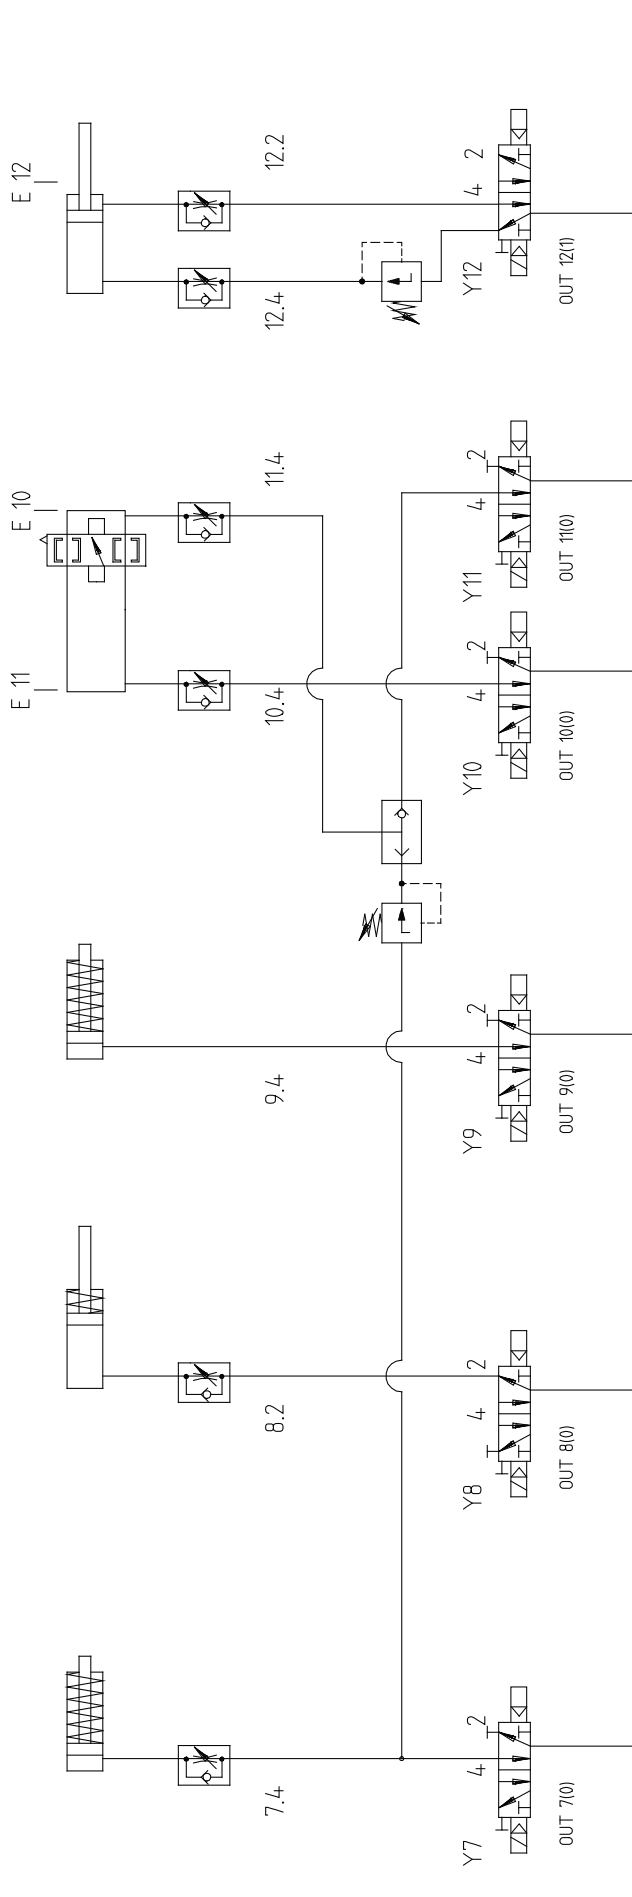 E 12
12.2
12.4
2
4
Y12
OUT 12(1)
E 10
E 11
11.4
10.4
2
4
Y11
OUT 11(0)
2
4
Y10
OUT 10(0)
9.4
2
4
Y9
OUT 9(0)
8.2
2
4
Y8
OUT 8(0)
7.4
2
4
Y7
OUT 7(0)